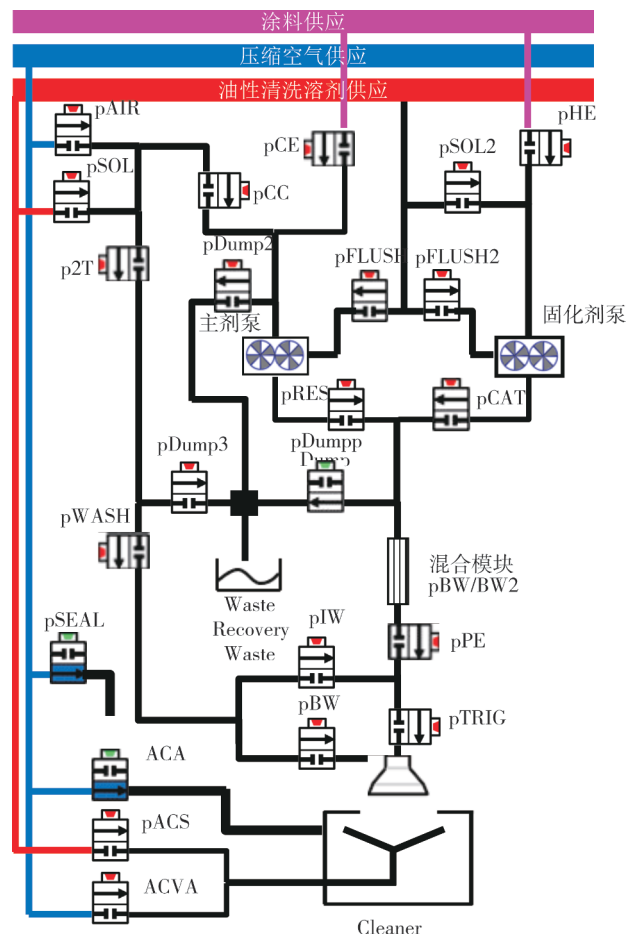 涂料供应
压缩空气供应
油性清洗溶剂供应
pAIR
pCE
pHE
pSOL2
pSOL
pCC
p2T
pDump2
pFLUSH
pFLUSH2
主剂泵
固化剂泵
pRES
pCAT
pDump3
pDumpp
Dump
pWASH
混合模块
pBW/BW2
Waste
Recovery
Waste
pSEAL
pIW
pPE
pBW
pTRIG
ACA
pACS
ACVA
Cleaner